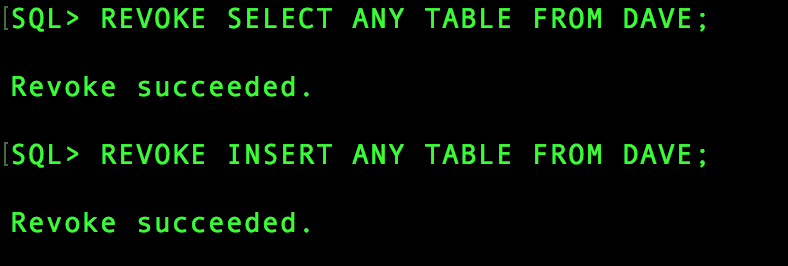 SQL> REVOKE SELECT ANY TABLE FROM DAVE;
Revoke succeeded.
SQL> REVOKE INSERT ANY TABLE FROM DAVE;
Revoke succeeded.